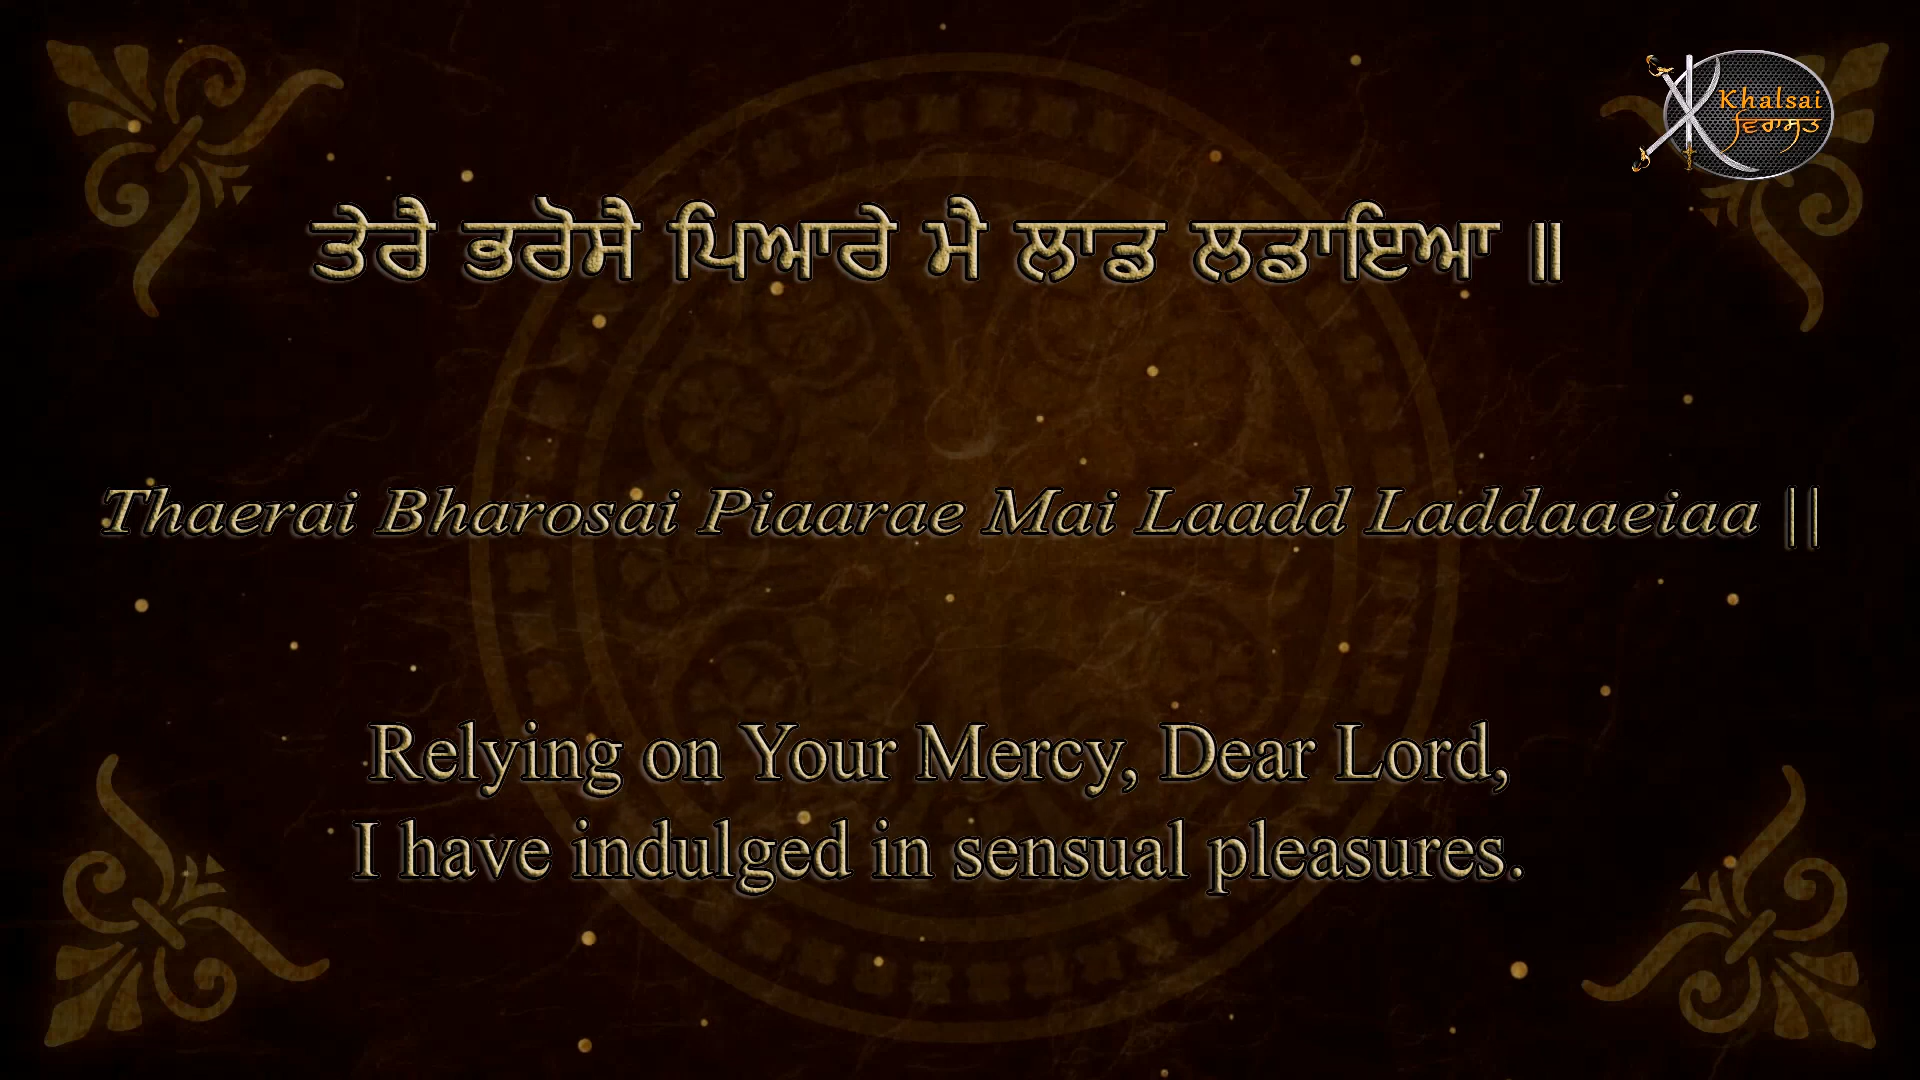 Khalsai
ਵਿਰਾਸਤ
ਤੇਰੈ ਭਰੋਸੈ ਪਿਆਰੇ ਮੈ ਲਾਡ ਲਡਾਇਆ ॥
Thaerai Bharosai Piaarae Mai Laadd Laddaaeiaa ||
Relying on Your Mercy, Dear Lord,
I have indulged in sensual pleasures.